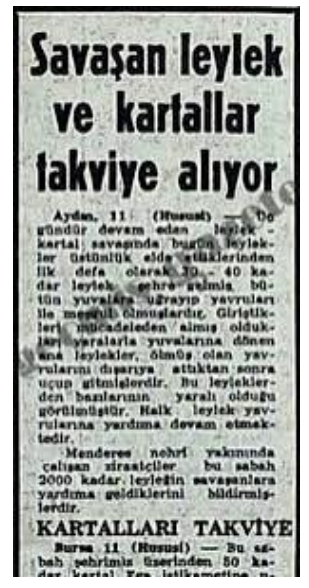 Savaşan leylek
ve kartallar
takviye alıyor
Aydın, 11 (Hususi) — Üç
gündür devam eden leylek -
kartal savaşında bugün leylek-
ler üstünlük elde ettiklerinden
ilk defa olarak 30 - 40 ka-
dar leylek şehre gelmiş bü-
tün yuvalara uğrayıp yavruları
ile meşgul olmuşlardır. Giriştik-
leri mücadeleden almış olduk-
ları yaralarla yuvalarına dönen
ana leylekler, ölmüş olan yav-
rularını dışarıya attıktan sonra
uçup gitmişlerdir. Bu leylekler-
den bazılarının yaralı olduğu
görülmüştür. Halk leylek yav-
rularına yardıma devam etmek-
tedir.
Menderes nehri yakınında
çalışan ziraatçiler bu sabah
2000 kadar leyleğin savaşanlara
yardıma geldiklerini bildirmiş-
lerdir.
KARTALLARI TAKVİYE
Bursa 11 (Hususi) — Bu sa-
bah şehrimiz üzerinden 50 ka-
dar kartal Ege istikametine u-